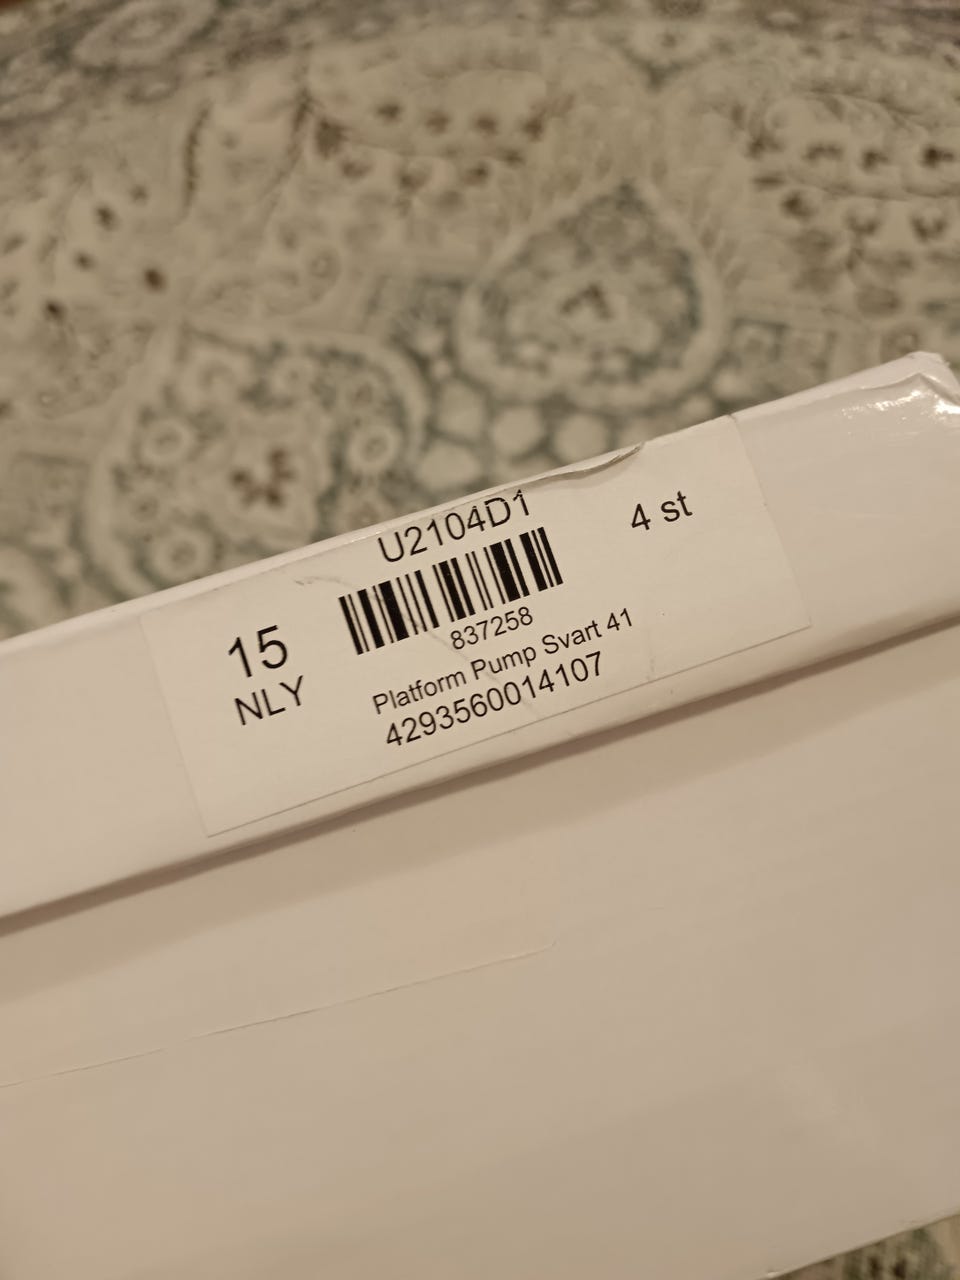 U2104D1
4 st
15
NLY
837258
Platform Pump Svart 41
4293560014107